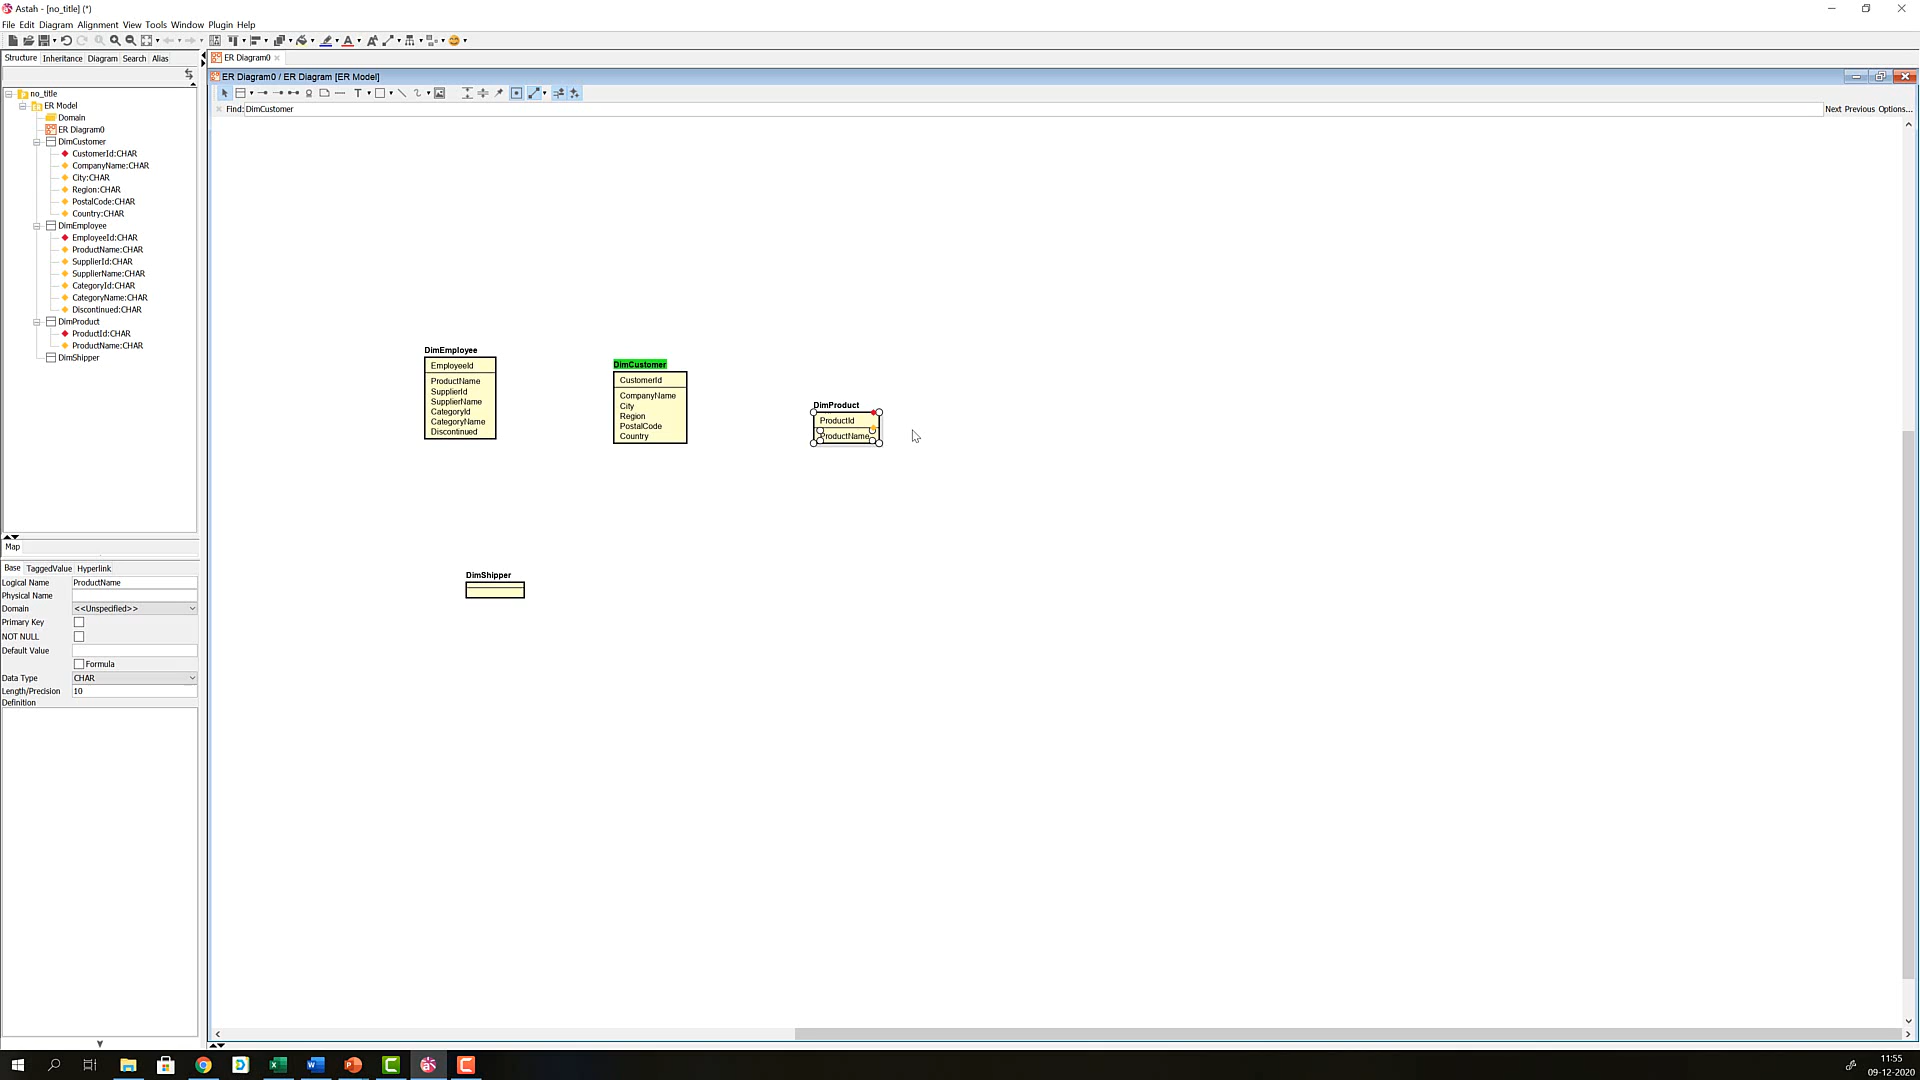 Astah - [no_title] (*)
File Edit Diagram Alignment View Tools Window Plugin Help
Structure Inheritance Diagram Search Alias
no_title
ER Model
Domain
ER Diagram0
DimCustomer
CustomerId:CHAR
CompanyName:CHAR
City:CHAR
Region:CHAR
PostalCode:CHAR
Country:CHAR
DimEmployee
EmployeeId:CHAR
ProductName:CHAR
SupplierId:CHAR
SupplierName:CHAR
CategoryId:CHAR
CategoryName:CHAR
Discontinued:CHAR
DimProduct
ProductId:CHAR
ProductName:CHAR
DimShipper
Map
Base TaggedValue Hyperlink
Logical Name ProductName
Physical Name
Domain <<Unspecified>>
Primary Key
NOT NULL
Default Value
Formula
Data Type CHAR
Length/Precision 10
Definition
ER Diagram0
ER Diagram0 / ER Diagram [ER Model]
Find: DimCustomer
Next Previous Options...
DimEmployee
EmployeeId
ProductName
SupplierId
SupplierName
CategoryId
CategoryName
Discontinued
DimCustomer
CustomerId
CompanyName
City
Region
PostalCode
Country
DimProduct
ProductId
ProductName
DimShipper
11:55
09-12-2020